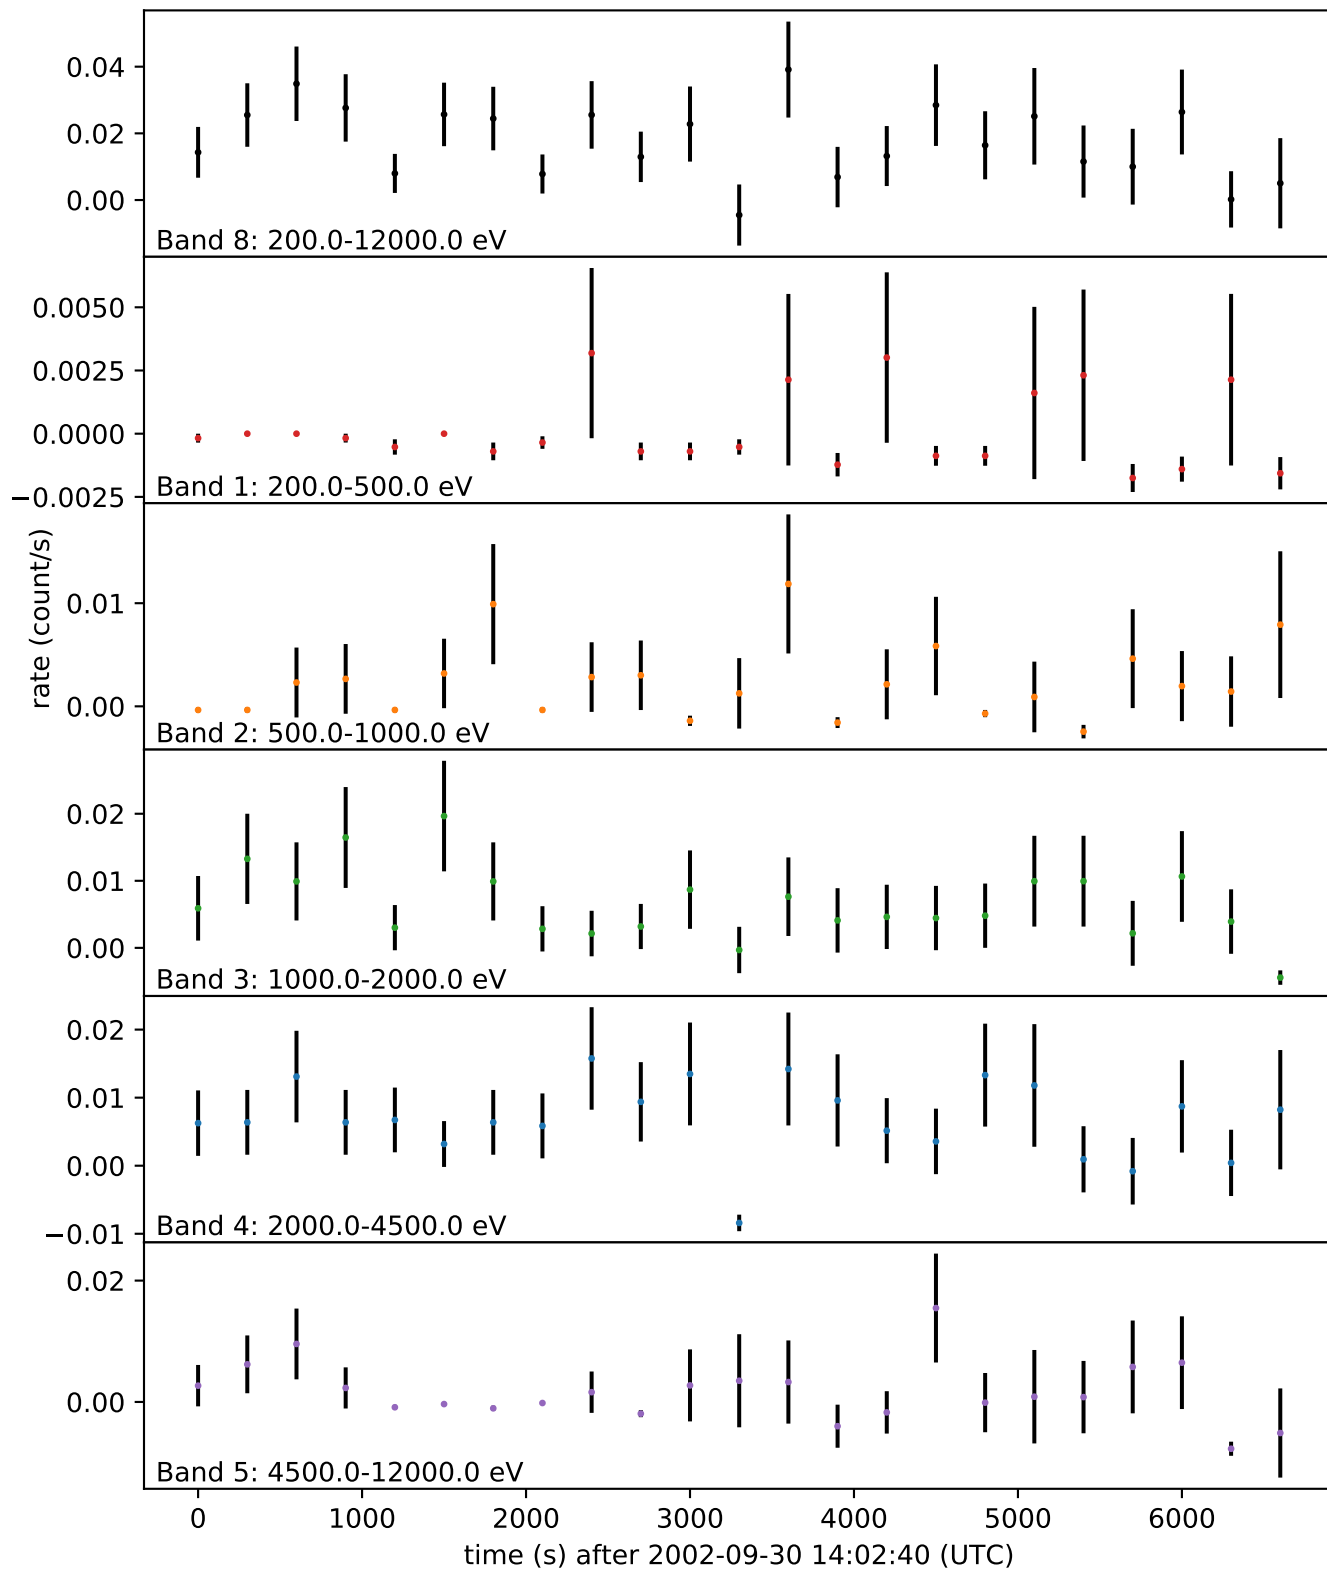 0.04
0.02
0.00
Band 8: 200.0-12000.0 eV
0.0050
0.0025
0.0000
−0.0025
Band 1: 200.0-500.0 eV
rate (count/s)
0.01
0.00
Band 2: 500.0-1000.0 eV
0.02
0.01
0.00
Band 3: 1000.0-2000.0 eV
0.02
0.01
0.00
−0.01
Band 4: 2000.0-4500.0 eV
0.02
0.00
Band 5: 4500.0-12000.0 eV
0 1000 2000 3000 4000 5000 6000
time (s) after 2002-09-30 14:02:40 (UTC)